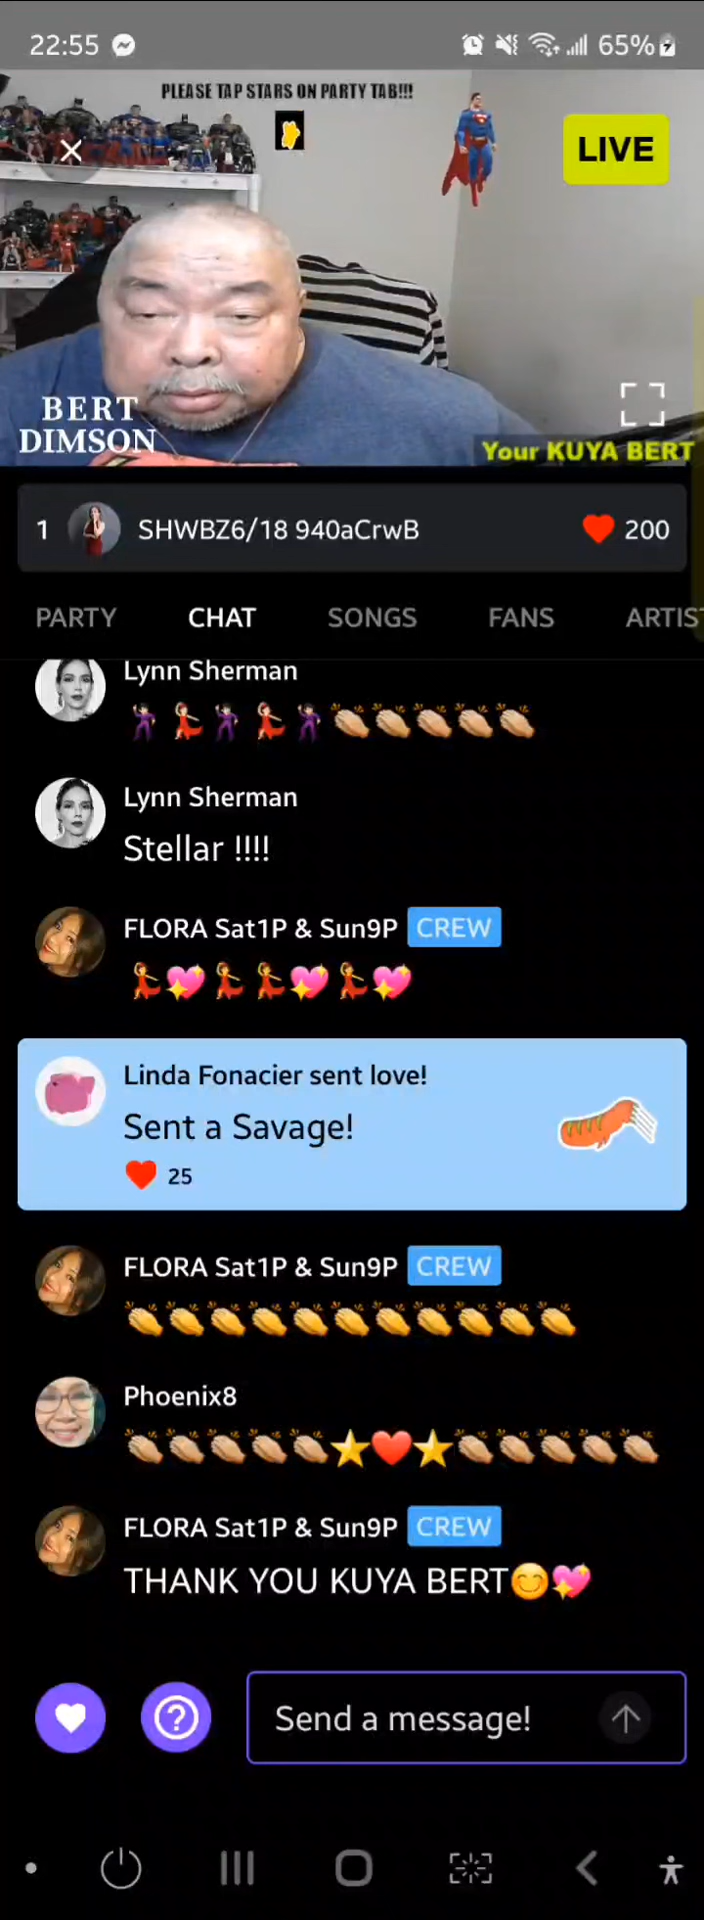 22:55
65%
PLEASE TAP STARS ON PARTY TAB!!!
LIVE
BERT
DIMSON
Your KUYA BERT
1 SHWBZ6/18 940aCrwB 200
PARTY CHAT SONGS FANS ARTIS
Lynn Sherman
Lynn Sherman
Stellar !!!!
FLORA Sat1P & Sun9P CREW
Linda Fonacier sent love!
Sent a Savage!
25
FLORA Sat1P & Sun9P CREW
Phoenix8
FLORA Sat1P & Sun9P CREW
THANK YOU KUYA BERT
Send a message!